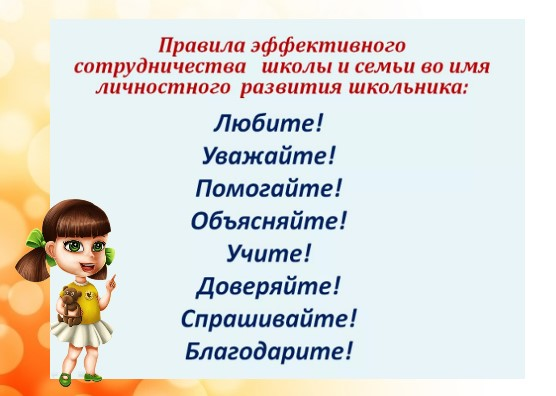 Правила эффективного
сотрудничества школы и семьи во имя
личностного развития школьника:
Любите!
Уважайте!
Помогайте!
Объясняйте!
Учите!
Доверяйте!
Спрашивайте!
Благодарите!